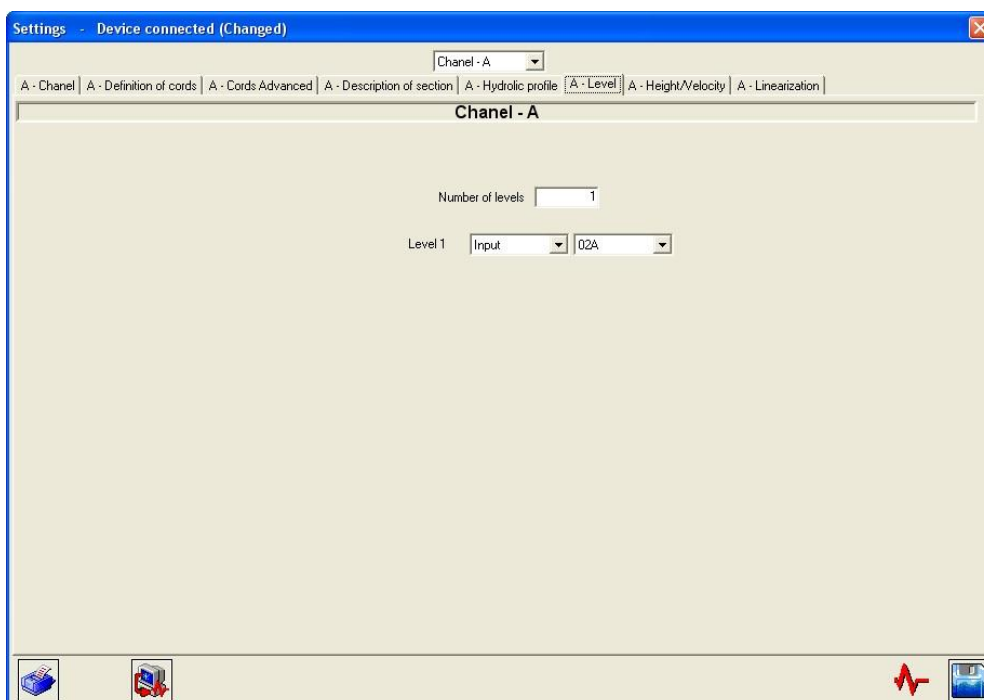 Settings - Device connected (Changed)
Chanel - A
A - Chanel A - Definition of cords A - Cords Advanced A - Description of section A - Hydrolic profile A - Level A - Height/Velocity A - Linearization
Chanel - A
Number of levels 1
Level 1 Input 02A